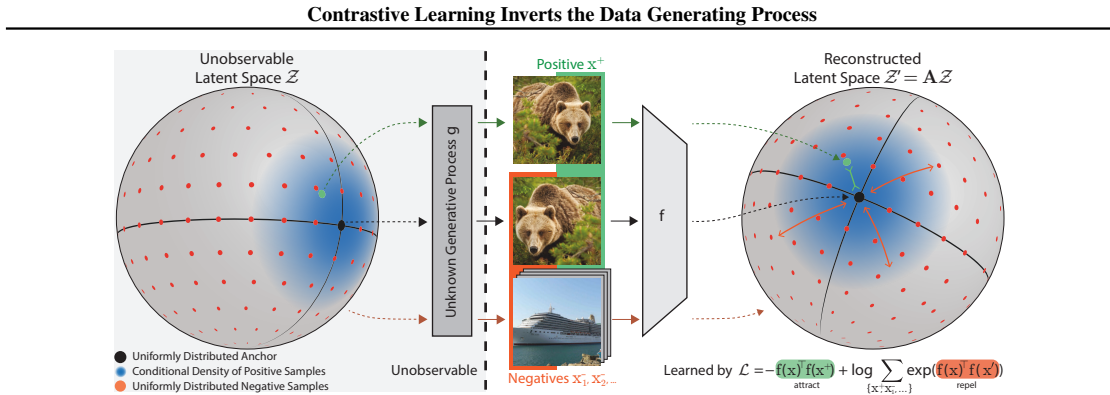 Contrastive Learning Inverts the Data Generating Process
Unobservable
Latent Space 𝒵
Unknown Generative Process g
Positive x⁺
f
Reconstructed
Latent Space 𝒵′ = A𝒵
Uniformly Distributed Anchor
Conditional Density of Positive Samples
Uniformly Distributed Negative Samples
Unobservable
Negatives x₁⁻, x₂⁻, ...
Learned by ℒ = −f(x)ᵀf(x⁺) + log ∑ exp(f(x)ᵀf(x′))
{x⁺, x₁⁻, ...}
attract
repel